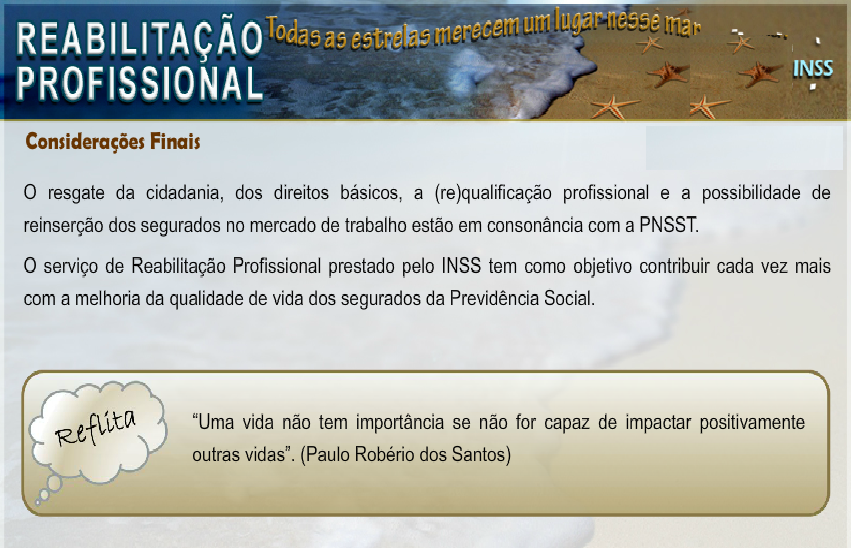 REABILITAÇÃO
PROFISSIONAL
Todas as estrelas merecem um lugar nesse mar
INSS
Considerações Finais
O resgate da cidadania, dos direitos básicos, a (re)qualificação profissional e a possibilidade de
reinserção dos segurados no mercado de trabalho estão em consonância com a PNSST.
O serviço de Reabilitação Profissional prestado pelo INSS tem como objetivo contribuir cada vez mais
com a melhoria da qualidade de vida dos segurados da Previdência Social.
Reflita
“Uma vida não tem importância se não for capaz de impactar positivamente
outras vidas”. (Paulo Robério dos Santos)